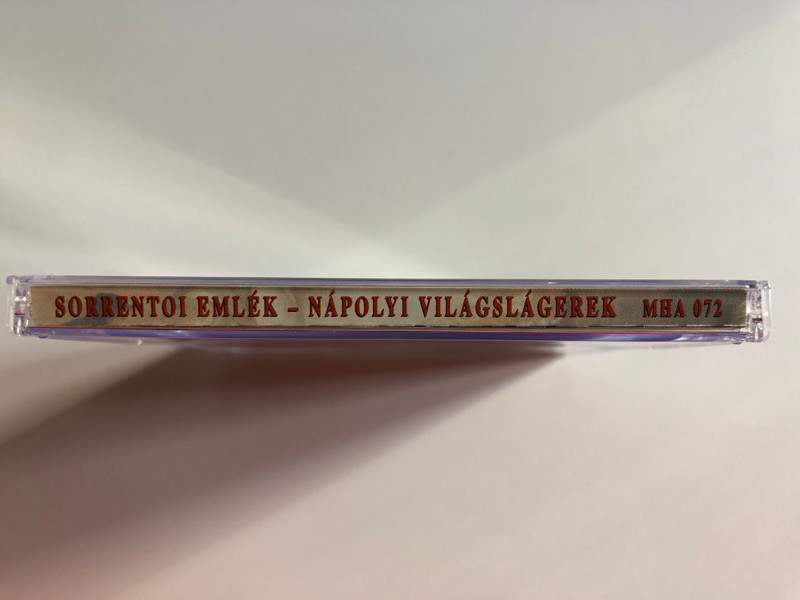 SORRENTOI EMLÉK – NÁPOLYI VILÁGSLÁGEREK MHA 072